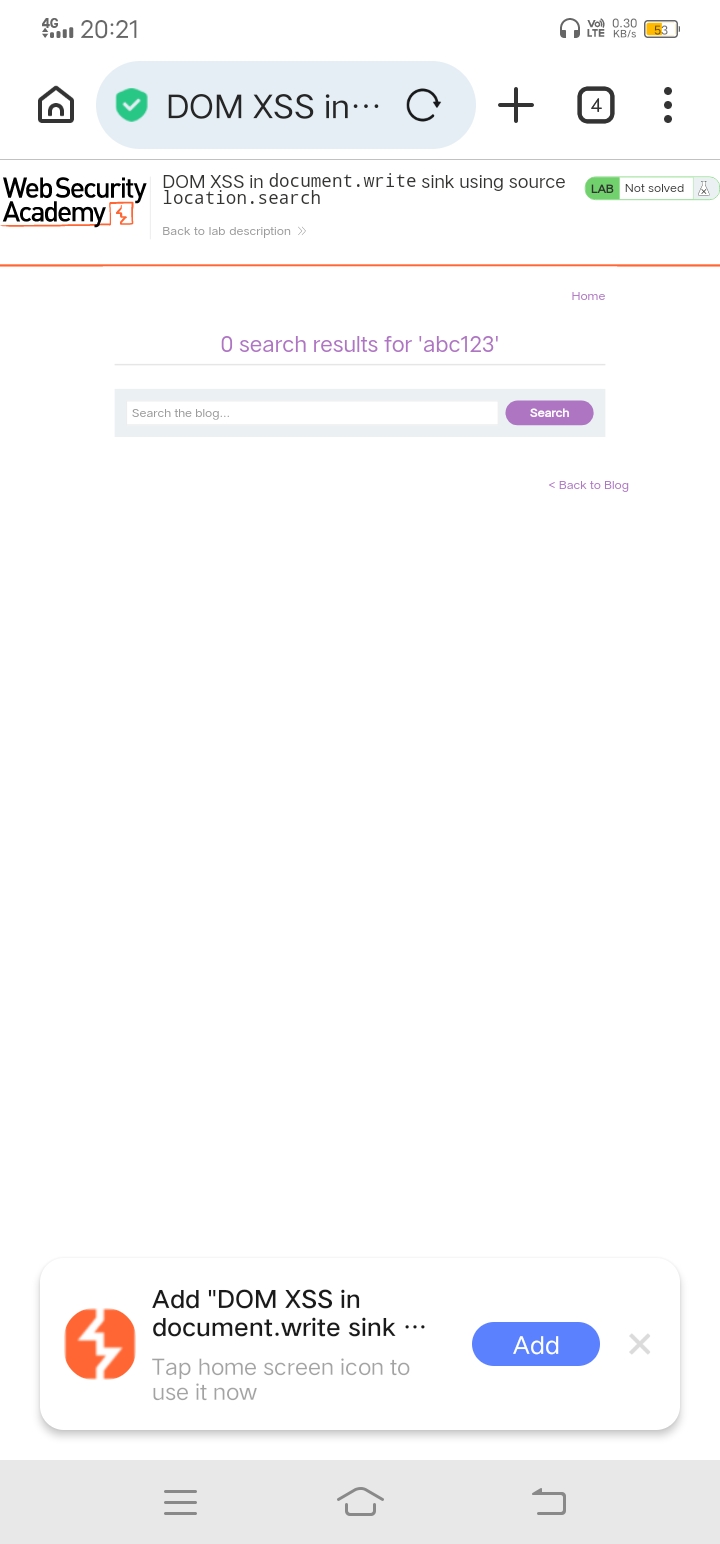 4G 20:21 Vo) LTE 0.30 KB/s 53
DOM XSS in··· 4
Web Security
Academy
DOM XSS in document.write sink using source
location.search
LAB Not solved
Back to lab description
Home
0 search results for 'abc123'
Search the blog... Search
< Back to Blog
Add "DOM XSS in
document.write sink ···
Tap home screen icon to
use it now
Add